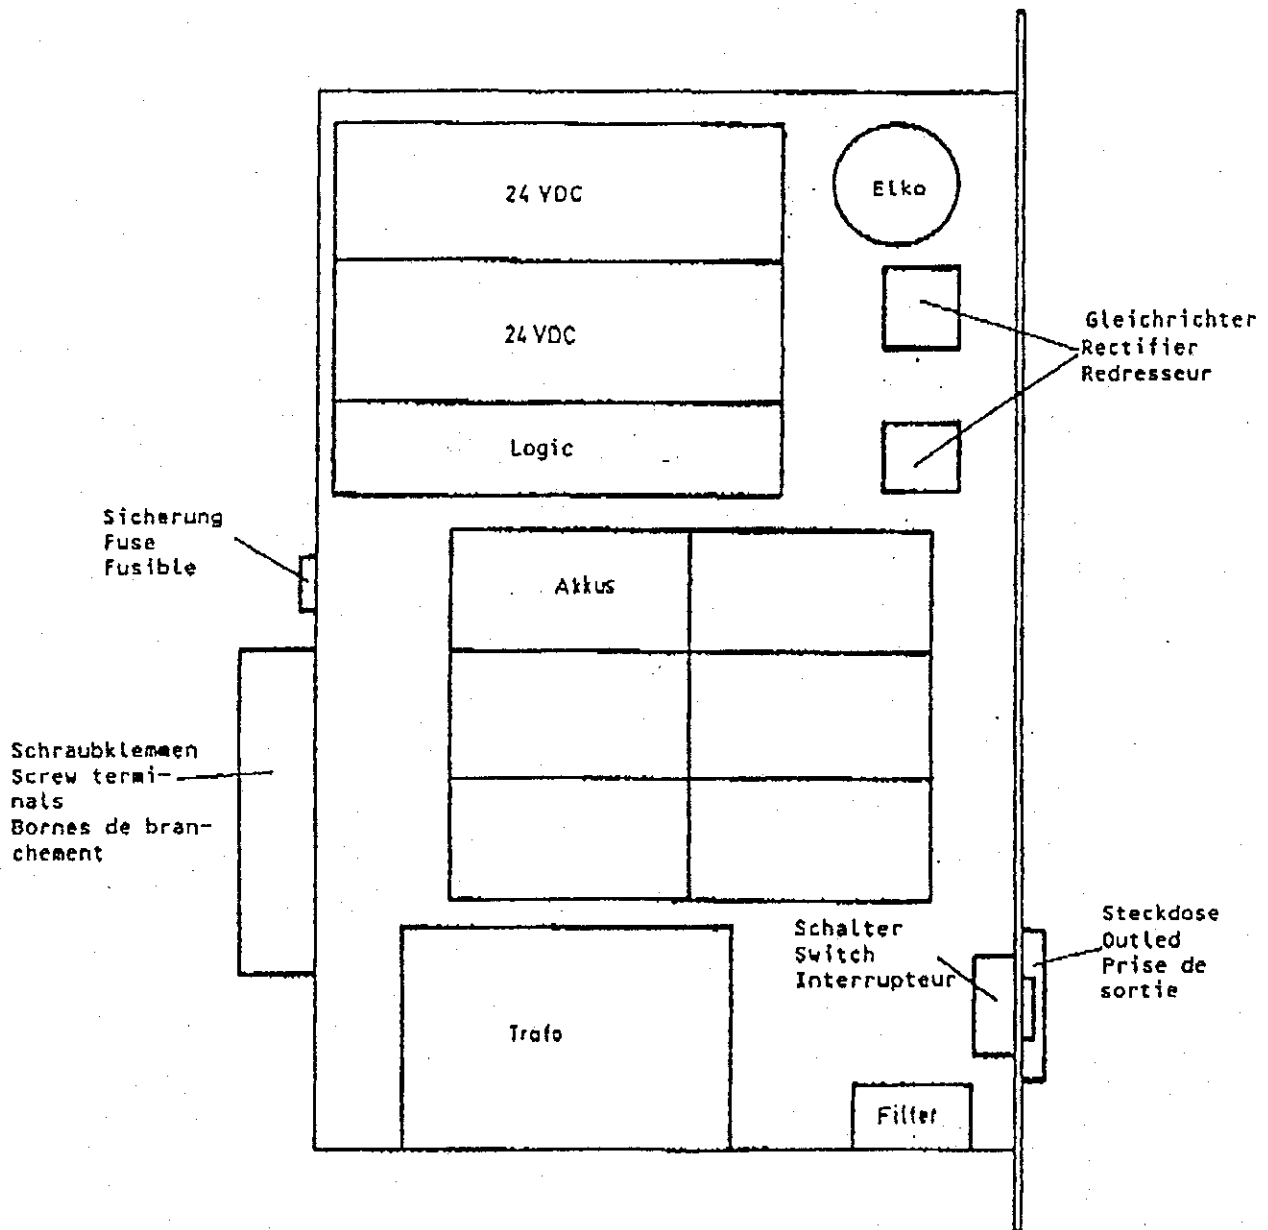 24 VDC
Elko
24 VDC
Gleichrichter
Rectifier
Redresseur
Logic
Sicherung
Fuse
Fusible
Akkus
Schraubklemmen
Screw termi-
nals
Bornes de bran-
chement
Schalter
Switch
Interrupteur
Steckdose
Outled
Prise de
sortie
Trafo
Filter